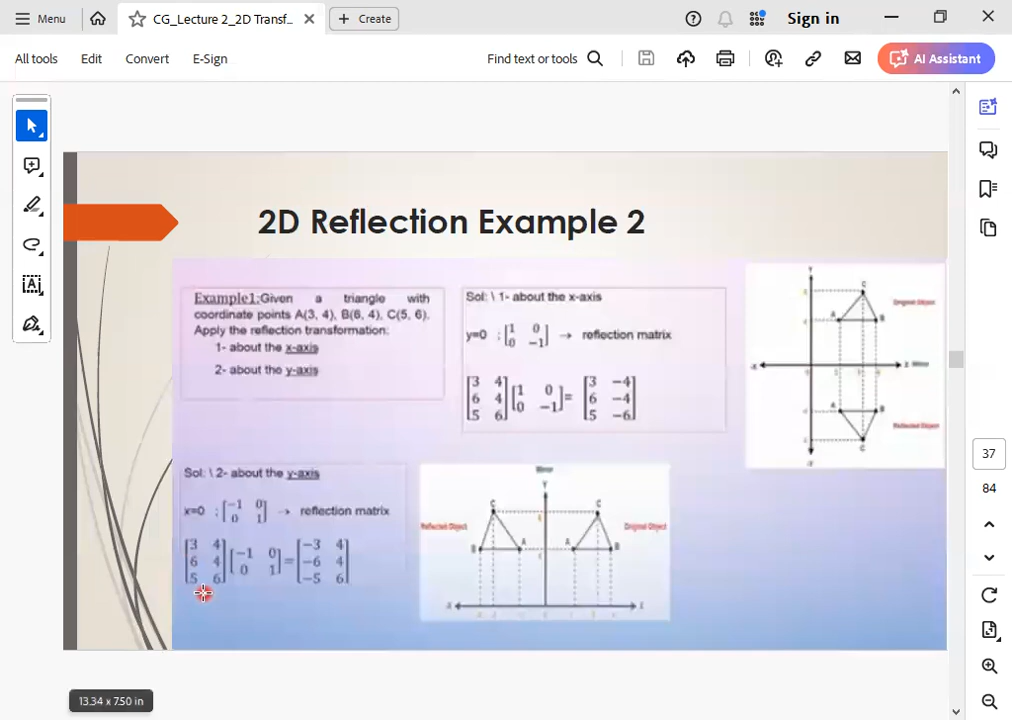 Menu
CG_Lecture 2_2D Transf...
Create
Sign in
All tools
Edit
Convert
E-Sign
Find text or tools
AI Assistant
2D Reflection Example 2
Example1:Given a triangle with
coordinate points A(3, 4), B(6, 4), C(5, 6).
Apply the reflection transformation:
1- about the x-axis
2- about the y-axis
Sol: \ 1- about the x-axis
y=0 : [1 0
0 −1] → reflection matrix
[3 4
6 4
5 6] [1 0
0 −1] = [3 −4
6 −4
5 −6]
Y
C
Original Object
A B
-X X Mirror
A B
Reflected Object
C
-Y
Sol: \ 2- about the y-axis
x=0 : [−1 0
0 1] → reflection matrix
[3 4
6 4
5 6] [−1 0
0 1] = [−3 4
−6 4
−5 6]
Mirror
Y
C C
Reflected Object Original Object
B A A B
-X X
37
84
13.34 x 7.50 in